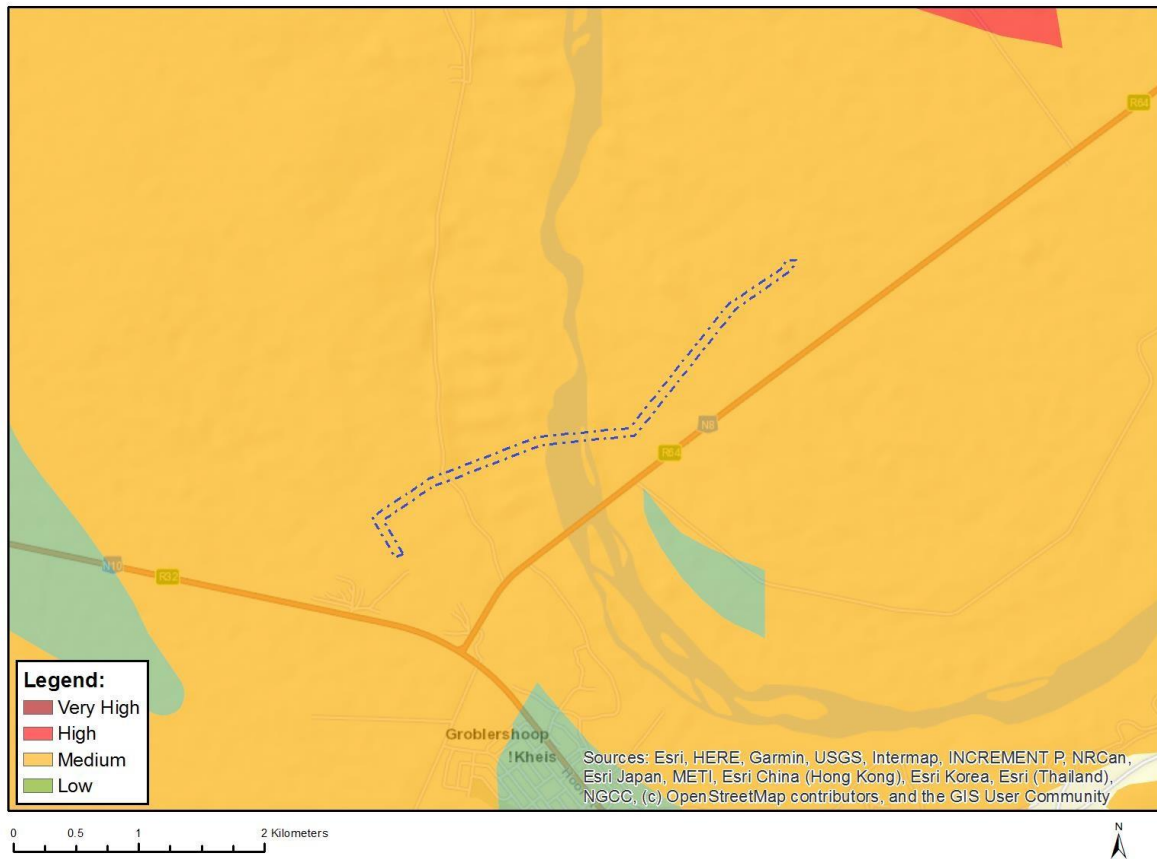 R64
N8
R64
N10
R32
Legend:
Very High
High
Medium
Low
Groblershoop
!Kheis
Sources: Esri, HERE, Garmin, USGS, Intermap, INCREMENT P, NRCan,
Esri Japan, METI, Esri China (Hong Kong), Esri Korea, Esri (Thailand),
NGCC, (c) OpenStreetMap contributors, and the GIS User Community
0 0.5 1 2 Kilometers
N